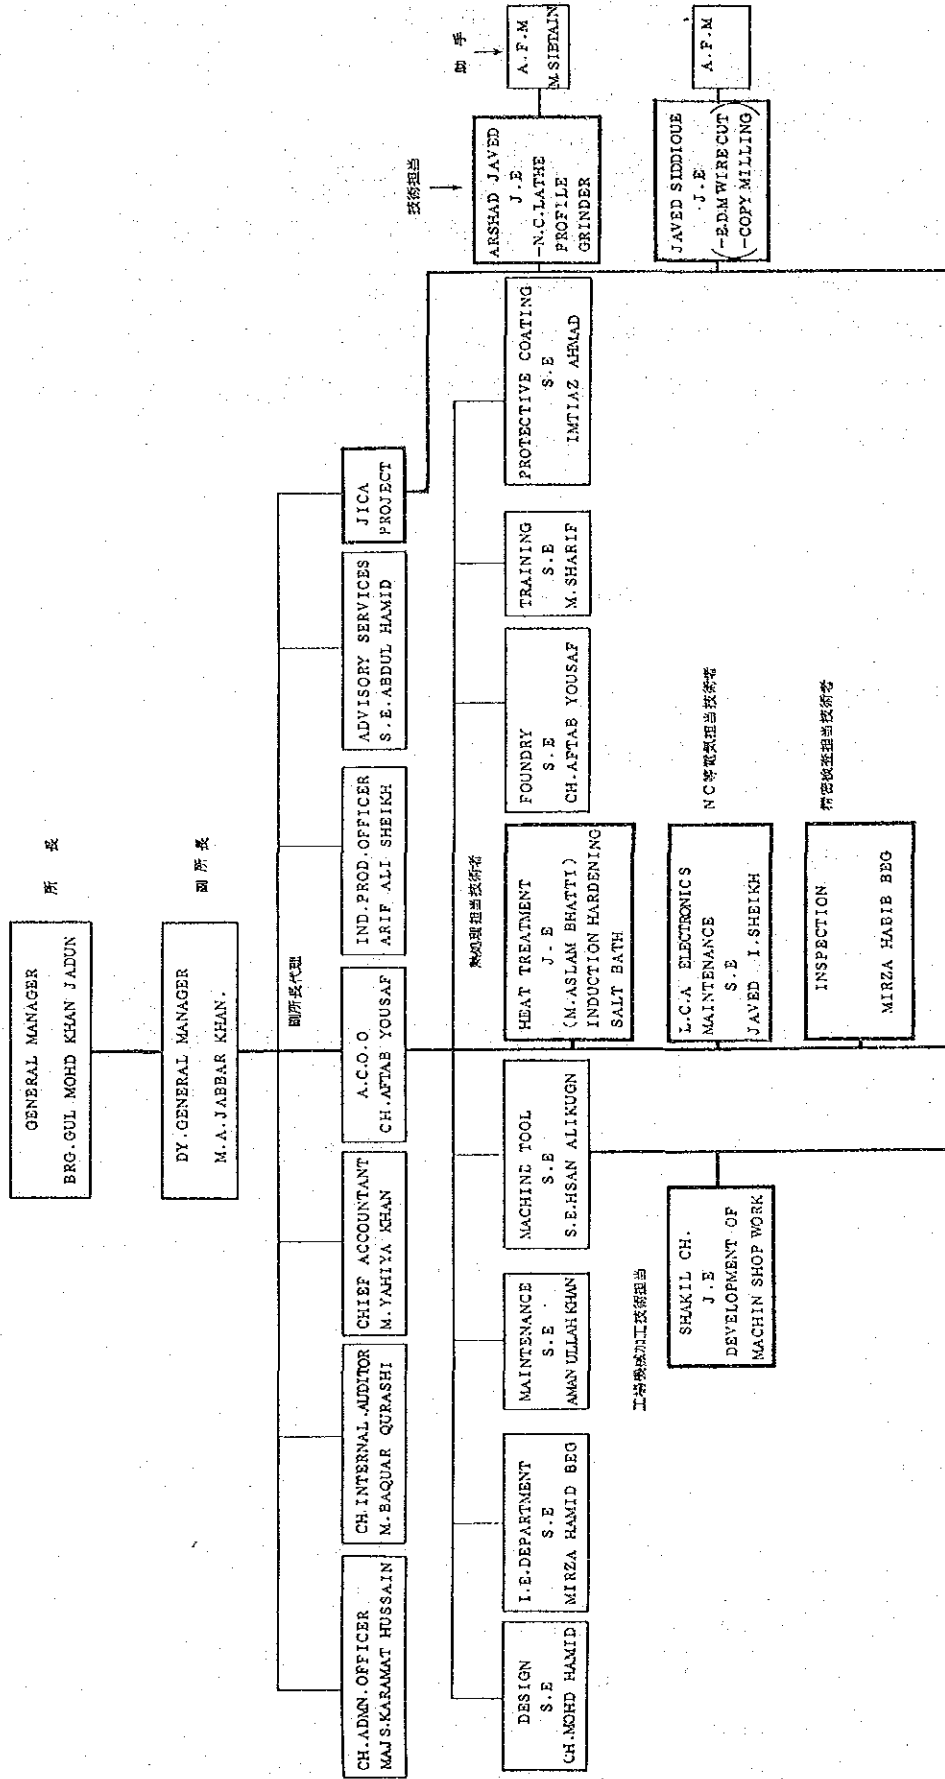 GENERAL MANAGER
BRG.GUL MOHD KHAN JADUN
所 長
DY.GENERAL MANAGER
M.A.JABBAR KHAN.
副 所 長
副所長代理
CH.ADMN.OFFICER
MAJ S.KARAMAT HUSSAIN
CH.INTERNAL.AUDITOR
M.BAQUAR QURASHI
CHIEF ACCOUNTANT
M.YAHIYA KHAN
A.C.O.O
CH.AFTAB YOUSAF
IND.PROD.OFFICER
ARIF ALI SHEIKH
ADVISORY SERVICES
S.E.ABDUL HAMID
JICA
PROJECT
技術担当
助 手
熱処理担当技術者
DESIGN
S.E
CH.MOHD HAMID
I.E.DEPARTMENT
S.E
MIRZA HAMID BEG
MAINTENANCE
S.E
AMAN ULLAH KHAN
MACHINE TOOL
S.E
S.E.HSAN ALIKUGN
HEAT TREATMENT
J.E
(M.ASLAM BHATTI)
INDUCTION HARDENING
SALT BATH
FOUNDRY
S.E
CH.AFTAB YOUSAF
TRAINING
S.E
M.SHARIF
PROTECTIVE COATING
S.E
IMTIAZ AHMAD
ARSHAD JAVED
J.E
-N.C.LATHE
PROFILE
GRINDER
A.F.M
M.SIBTAIN
工場機械加工技術担当
SHAKIL CH.
J.E
DEVELOPMENT OF
MACHIN SHOP WORK
L.C.A ELECTRONICS
MAINTENANCE
S.E
JAVED I.SHEIKH
NC等電気担当技術者
JAVED SIDDIOUE
J.E
(-E.D.M WIRE CUT
-COPY MILLING)
A.F.M
INSPECTION
MIRZA HABIB BEG
精密検査担当技術者